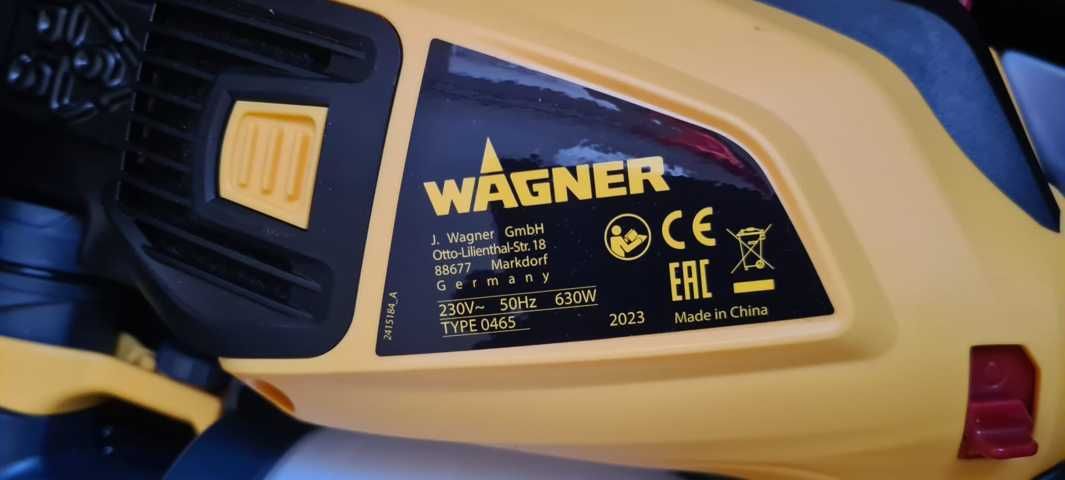 WAGNER
J. Wagner GmbH
Otto-Lilienthal-Str. 18
88677 Markdorf
Germany
230V~ 50Hz 630W
TYPE 0465
2415184_A
2023
CE
EAC
Made in China